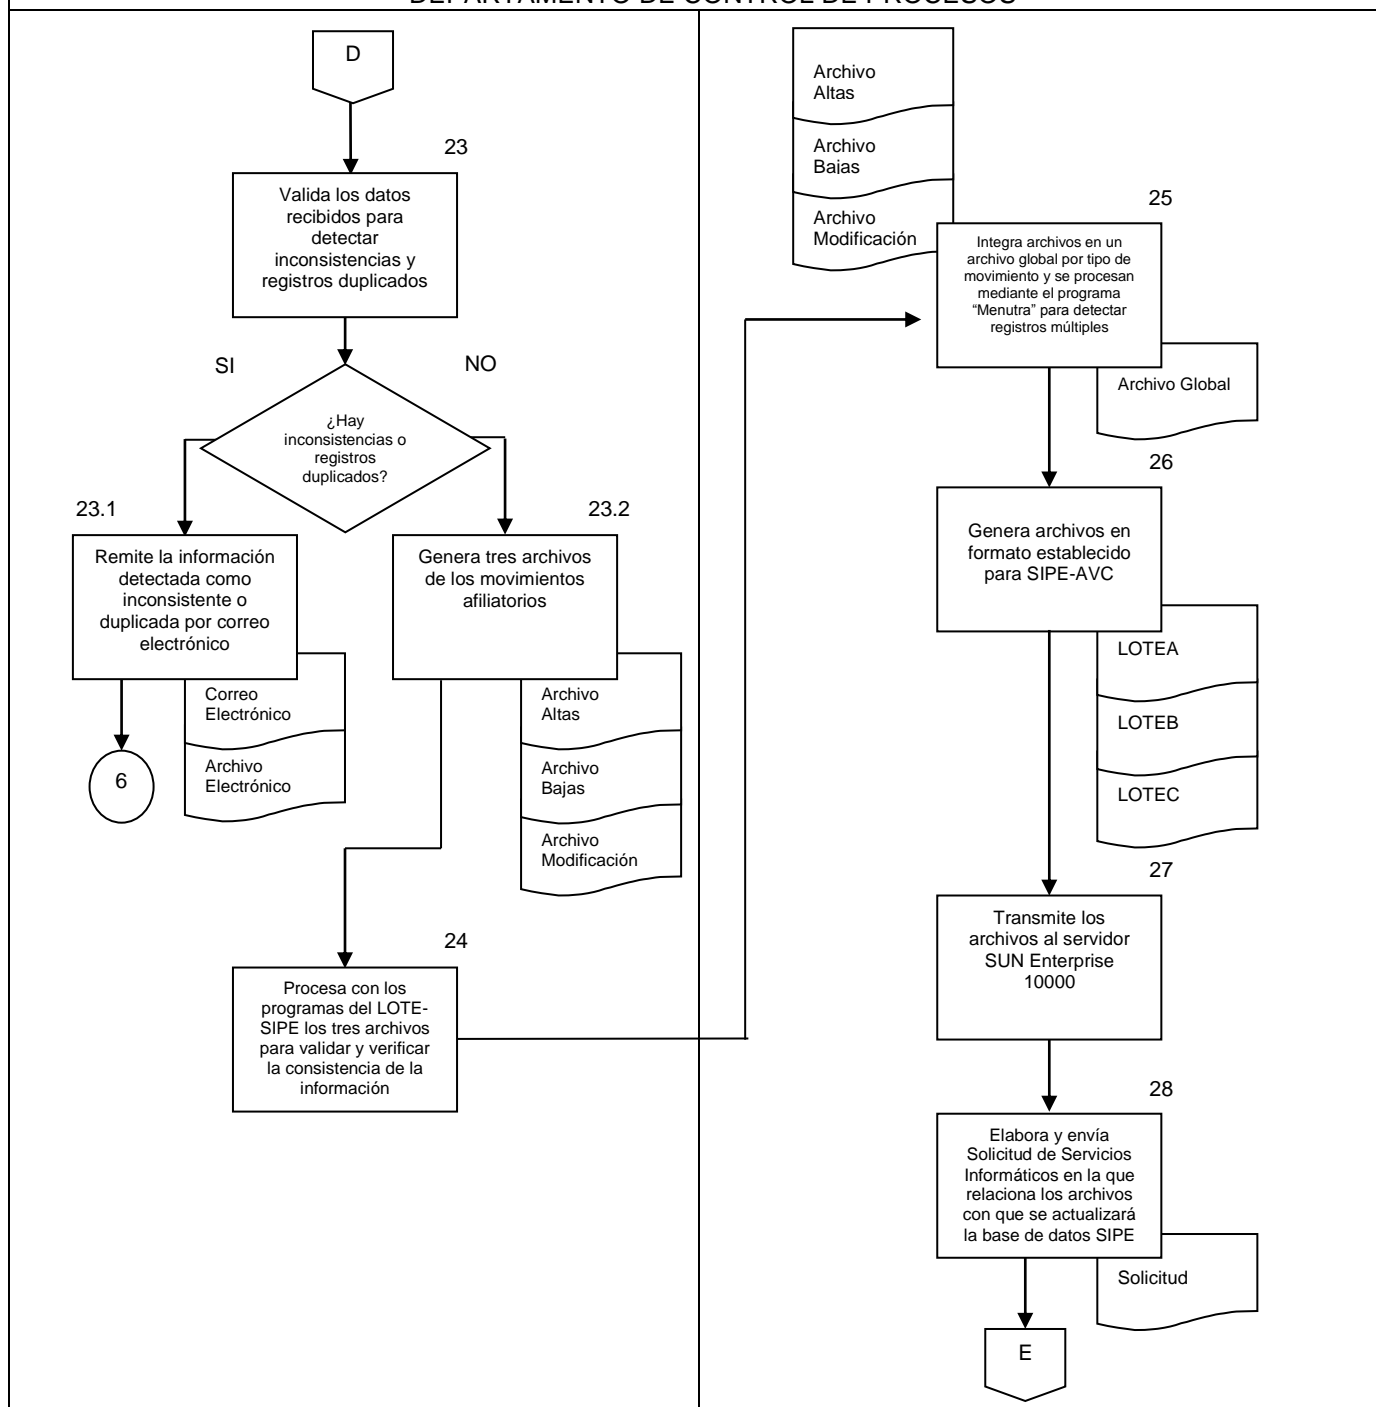 DEPARTAMENTO DE CONTROL DE PROCESOS
D
23
Valida los datos
recibidos para
detectar
inconsistencias y
registros duplicados
SI
NO
¿Hay
inconsistencias o
registros
duplicados?
23.1
Remite la información
detectada como
inconsistente o
duplicada por correo
electrónico
Correo
Electrónico
Archivo
Electrónico
6
23.2
Genera tres archivos
de los movimientos
afiliatorios
Archivo
Altas
Archivo
Bajas
Archivo
Modificación
24
Procesa con los
programas del LOTE-
SIPE los tres archivos
para validar y verificar
la consistencia de la
información
Archivo
Altas
Archivo
Bajas
Archivo
Modificación
25
Integra archivos en un
archivo global por tipo de
movimiento y se procesan
mediante el programa
“Menutra” para detectar
registros múltiples
Archivo Global
26
Genera archivos en
formato establecido
para SIPE-AVC
LOTEA
LOTEB
LOTEC
27
Transmite los
archivos al servidor
SUN Enterprise
10000
28
Elabora y envía
Solicitud de Servicios
Informáticos en la que
relaciona los archivos
con que se actualizará
la base de datos SIPE
Solicitud
E